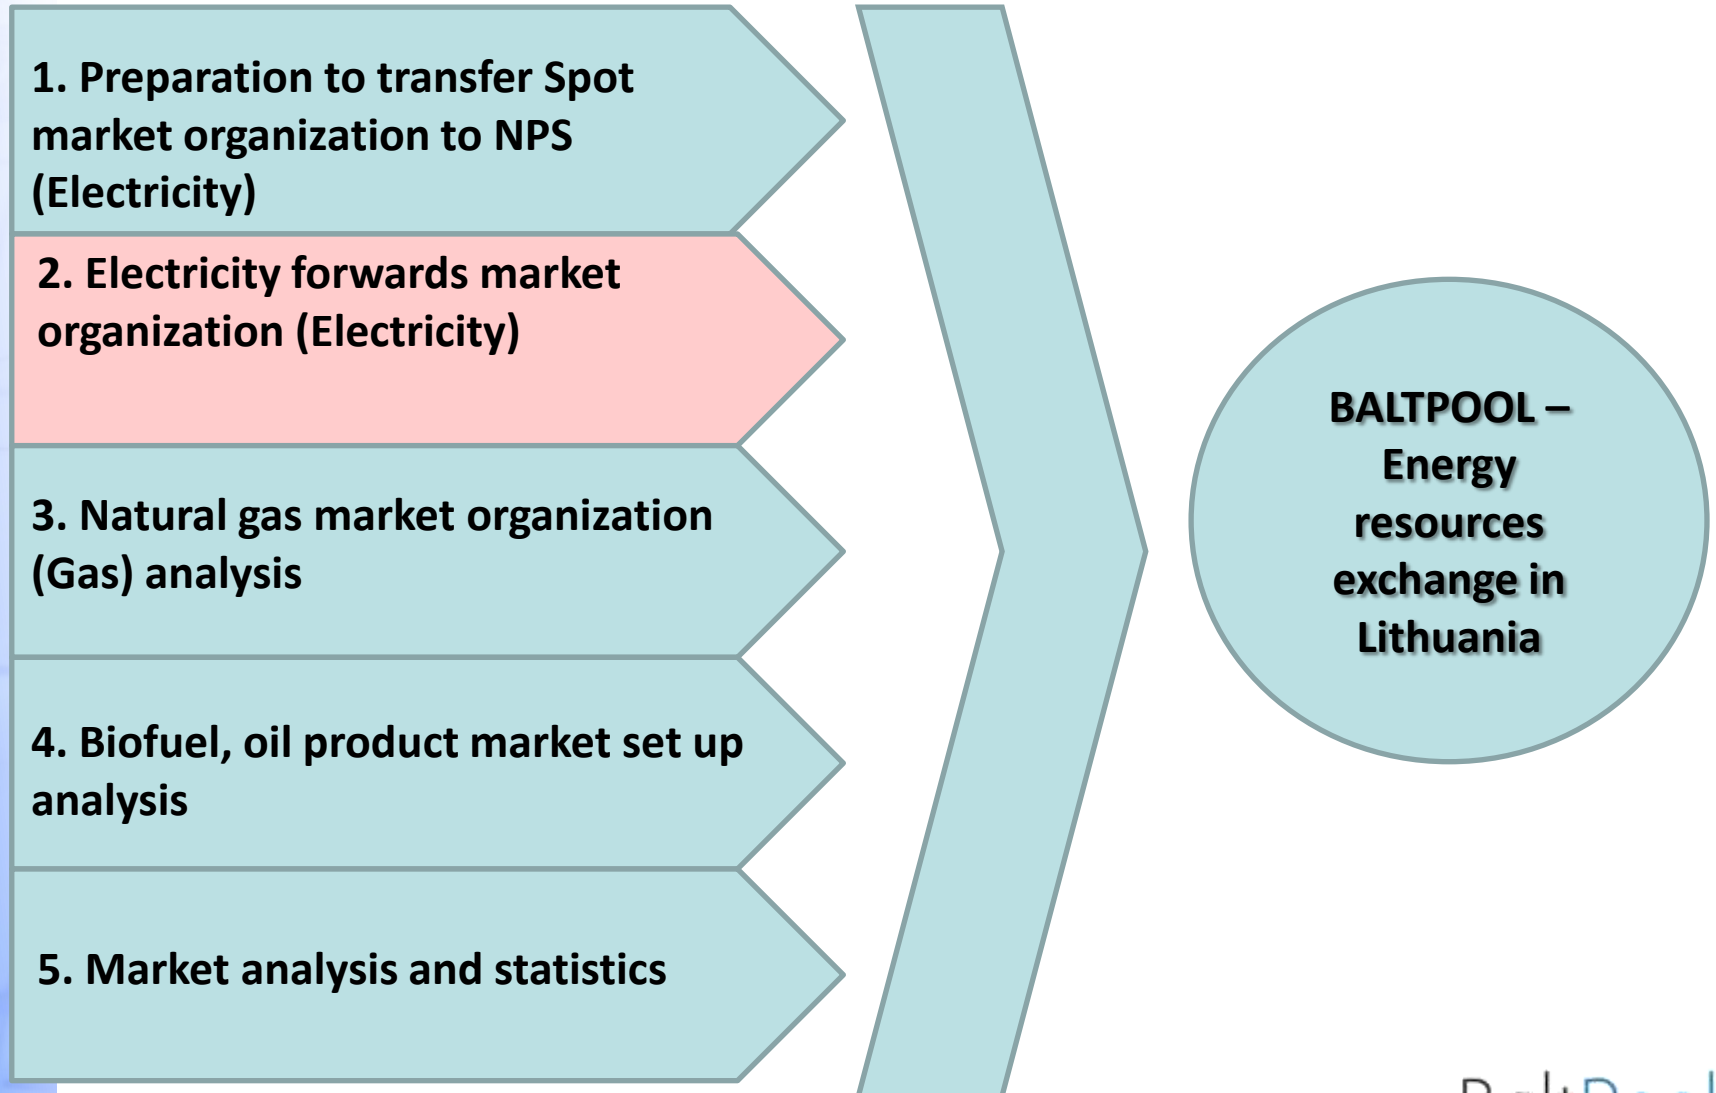 1. Preparation to transfer Spot
market organization to NPS
(Electricity)
2. Electricity forwards market
organization (Electricity)
3. Natural gas market organization
(Gas) analysis
4. Biofuel, oil product market set up
analysis
5. Market analysis and statistics
BALTPOOL –
Energy
resources
exchange in
Lithuania